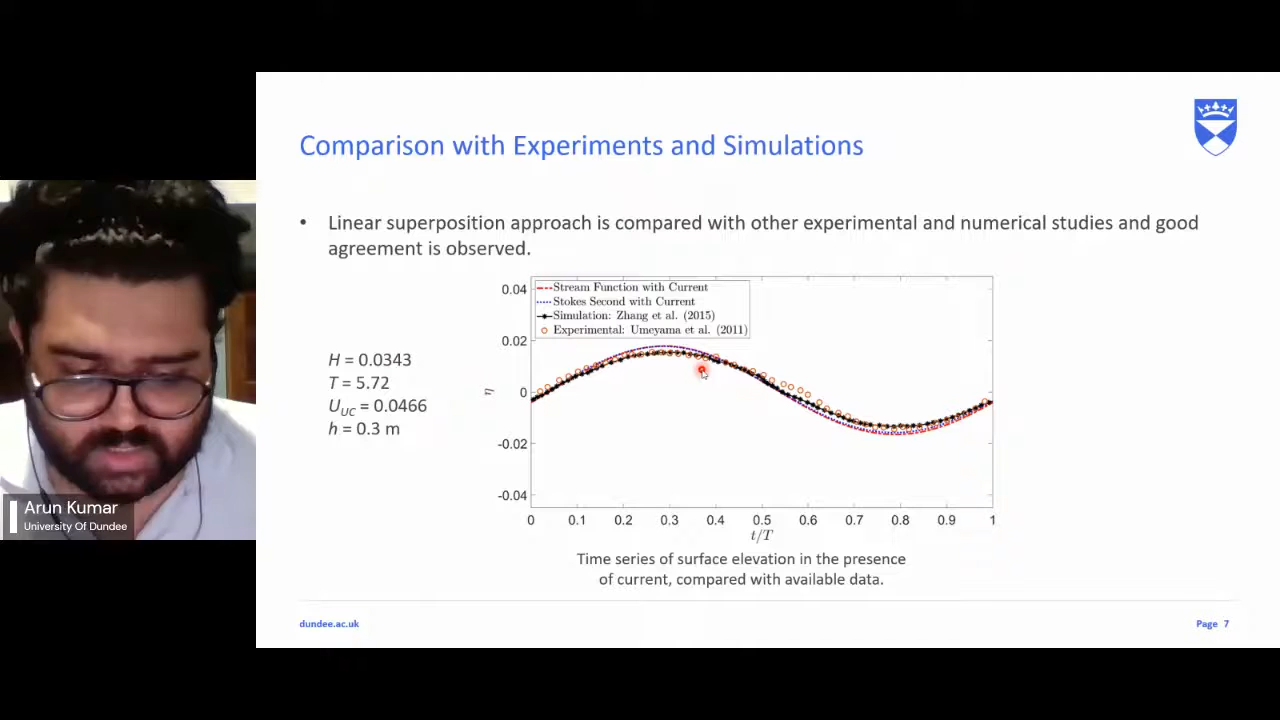 Comparison with Experiments and Simulations
• Linear superposition approach is compared with other experimental and numerical studies and good
agreement is observed.
H = 0.0343
T = 5.72
U_UC = 0.0466
h = 0.3 m
0.04
0.02
0
-0.02
-0.04
η
Stream Function with Current
Stokes Second with Current
Simulation: Zhang et al. (2015)
Experimental: Umeyama et al. (2011)
0 0.1 0.2 0.3 0.4 0.5 0.6 0.7 0.8 0.9 1
t/T
Time series of surface elevation in the presence
of current, compared with available data.
dundee.ac.uk
Page 7
Arun Kumar
University Of Dundee